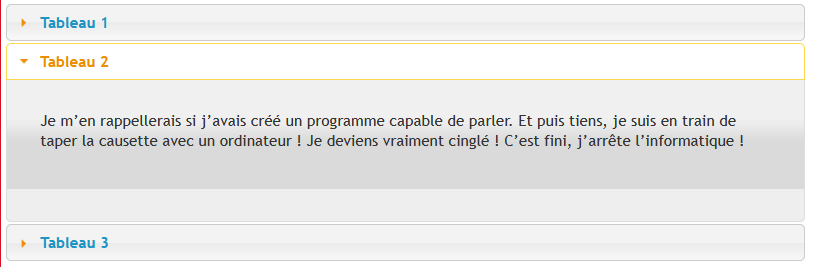 Tableau 1
Tableau 2
Je m’en rappellerais si j’avais créé un programme capable de parler. Et puis tiens, je suis en train de
taper la causette avec un ordinateur ! Je deviens vraiment cinglé ! C’est fini, j’arrête l’informatique !
Tableau 3